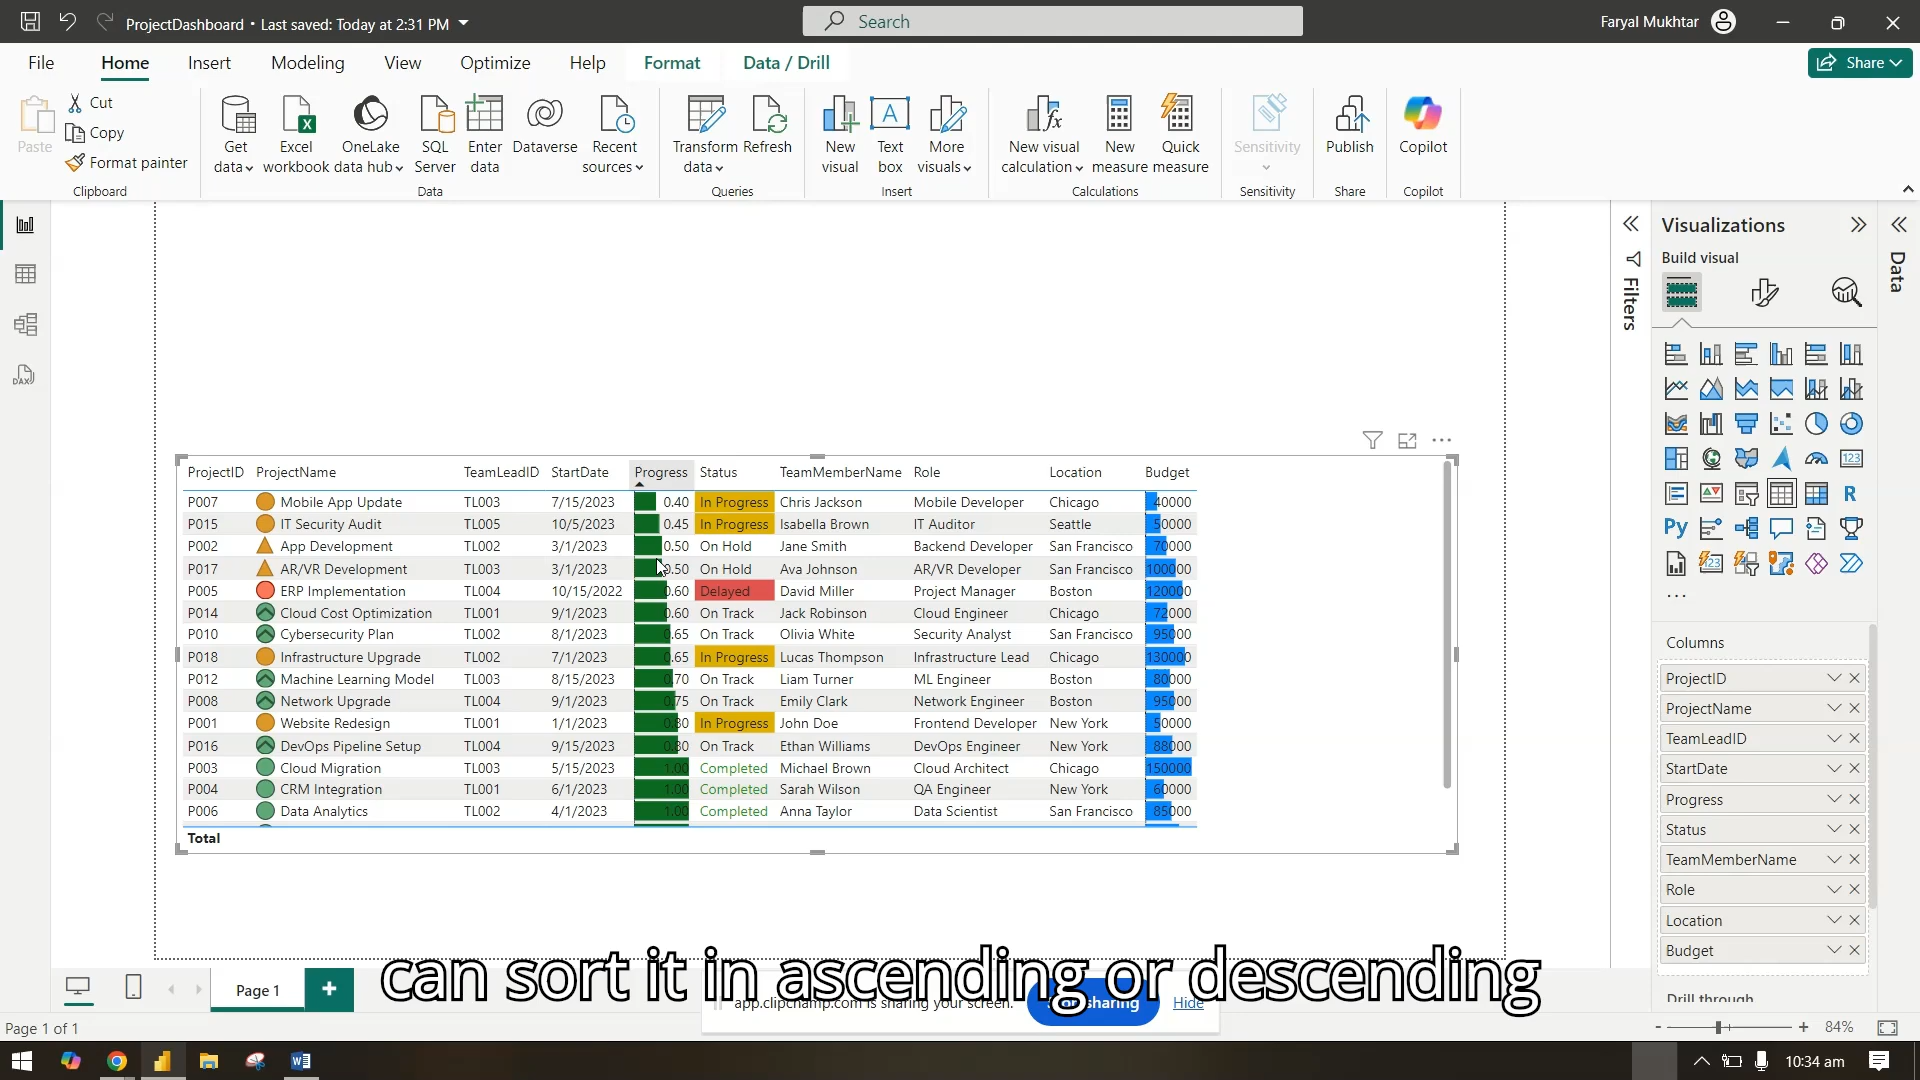 ProjectDashboard • Last saved: Today at 2:31 PM
Search
Faryal Mukhtar
File Home Insert Modeling View Optimize Help Format Data / Drill
Share
Paste
Cut
Copy
Format painter
Clipboard
Get data
Excel workbook
OneLake data hub
SQL Server
Enter data
Dataverse
Recent sources
Data
Transform data
Refresh
Queries
New visual
Text box
More visuals
Insert
New visual calculation
New measure
Quick measure
Calculations
Sensitivity
Sensitivity
Publish
Share
Copilot
Copilot
Filters
Visualizations
Build visual
Data
ProjectID ProjectName TeamLeadID StartDate Progress Status TeamMemberName Role Location Budget
P007 Mobile App Update TL003 7/15/2023 0.40 In Progress Chris Jackson Mobile Developer Chicago 40000
P015 IT Security Audit TL005 10/5/2023 0.45 In Progress Isabella Brown IT Auditor Seattle 50000
P002 App Development TL002 3/1/2023 0.50 On Hold Jane Smith Backend Developer San Francisco 70000
P017 AR/VR Development TL003 3/1/2023 0.50 On Hold Ava Johnson AR/VR Developer San Francisco 100000
P005 ERP Implementation TL004 10/15/2022 0.60 Delayed David Miller Project Manager Boston 120000
P014 Cloud Cost Optimization TL001 9/1/2023 0.60 On Track Jack Robinson Cloud Engineer Chicago 72000
P010 Cybersecurity Plan TL002 8/1/2023 0.65 On Track Olivia White Security Analyst San Francisco 95000
P018 Infrastructure Upgrade TL002 7/1/2023 0.65 In Progress Lucas Thompson Infrastructure Lead Chicago 130000
P012 Machine Learning Model TL003 8/15/2023 0.70 On Track Liam Turner ML Engineer Boston 80000
P008 Network Upgrade TL004 9/1/2023 0.75 On Track Emily Clark Network Engineer Boston 95000
P001 Website Redesign TL001 1/1/2023 0.80 In Progress John Doe Frontend Developer New York 50000
P016 DevOps Pipeline Setup TL004 9/15/2023 0.80 On Track Ethan Williams DevOps Engineer New York 88000
P003 Cloud Migration TL003 5/15/2023 1.00 Completed Michael Brown Cloud Architect Chicago 150000
P004 CRM Integration TL001 6/1/2023 1.00 Completed Sarah Wilson QA Engineer New York 60000
P006 Data Analytics TL002 4/1/2023 1.00 Completed Anna Taylor Data Scientist San Francisco 85000
Total
Columns
ProjectID
ProjectName
TeamLeadID
StartDate
Progress
Status
TeamMemberName
Role
Location
Budget
Drill through
can sort it in ascending or descending
app.clipchamp.com is sharing your screen.
Stop sharing
Hide
Page 1
Page 1 of 1
84%
10:34 am